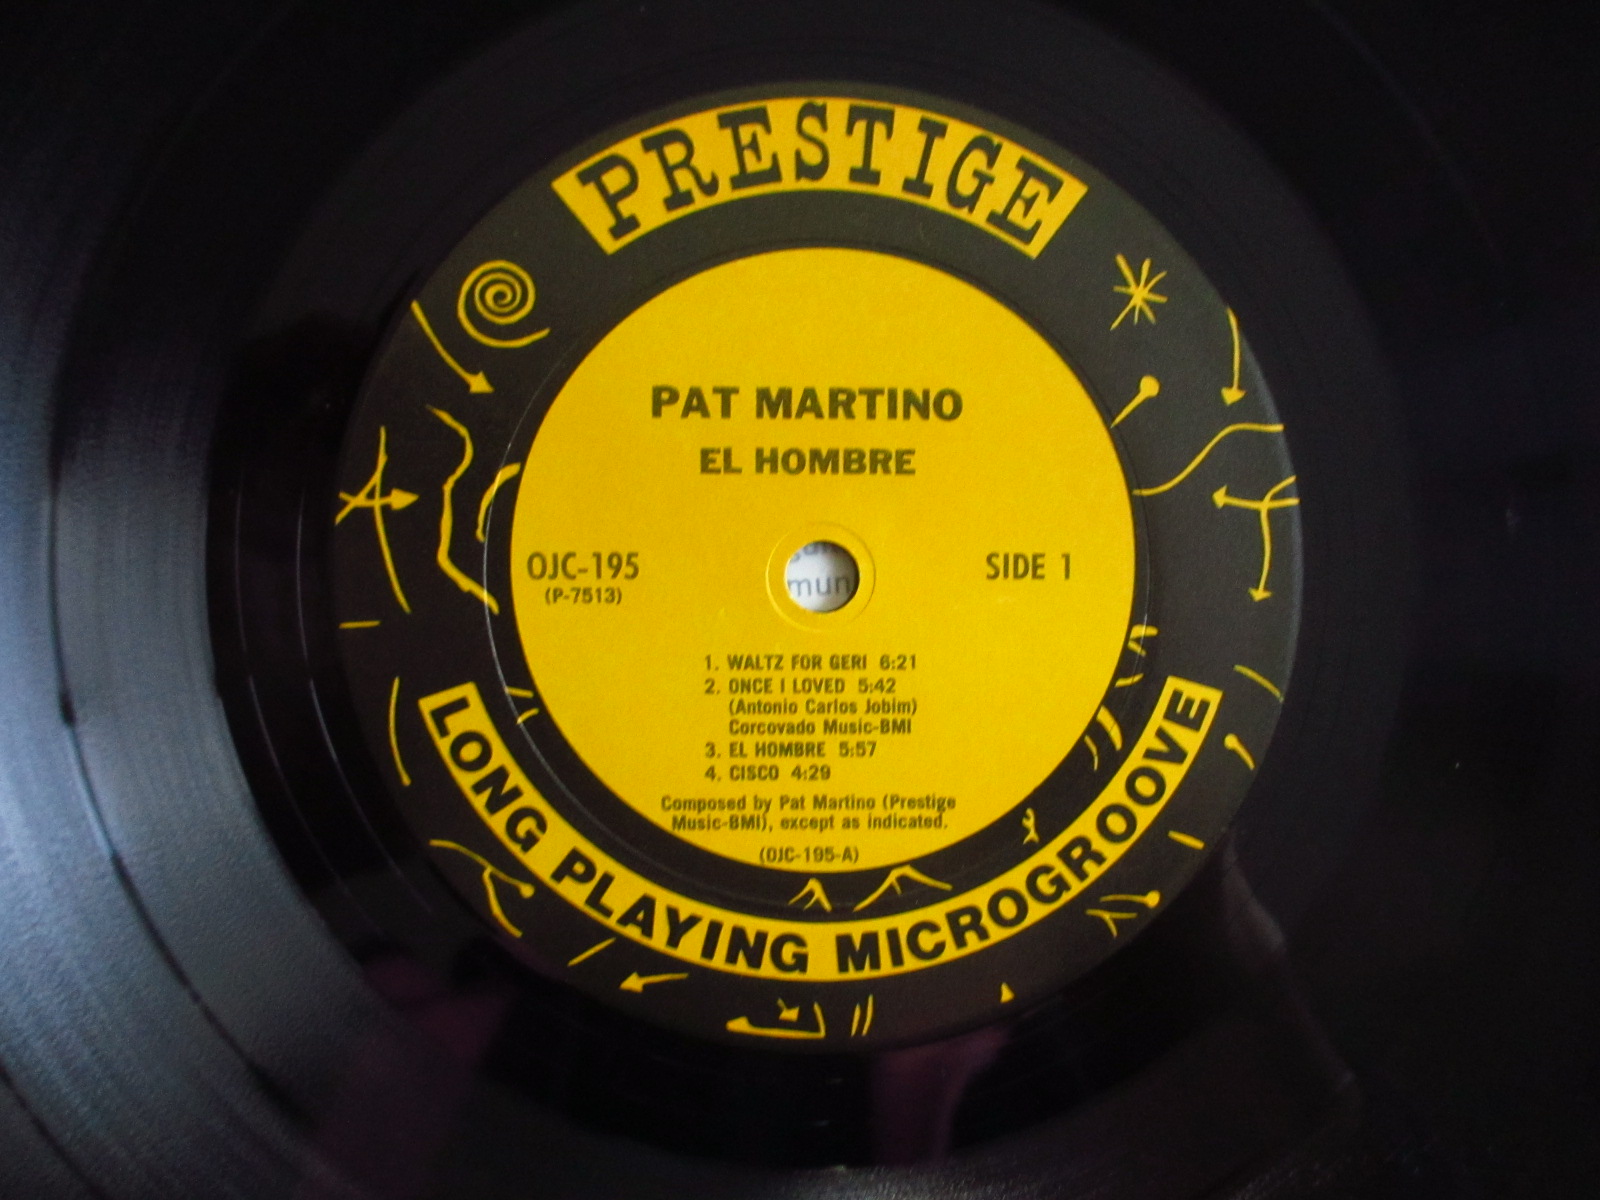 PRESTIGE
PAT MARTINO
EL HOMBRE
OJC-195
(P-7513)
SIDE 1
mun
1. WALTZ FOR GERI 6:21
2. ONCE I LOVED 5:42
(Antonio Carlos Jobim)
Corcovado Music-BMI
3. EL HOMBRE 5:57
4. CISCO 4:29
Composed by Pat Martino (Prestige
Music-BMI), except as indicated.
(OJC-195-A)
LONG PLAYING MICROGROOVE